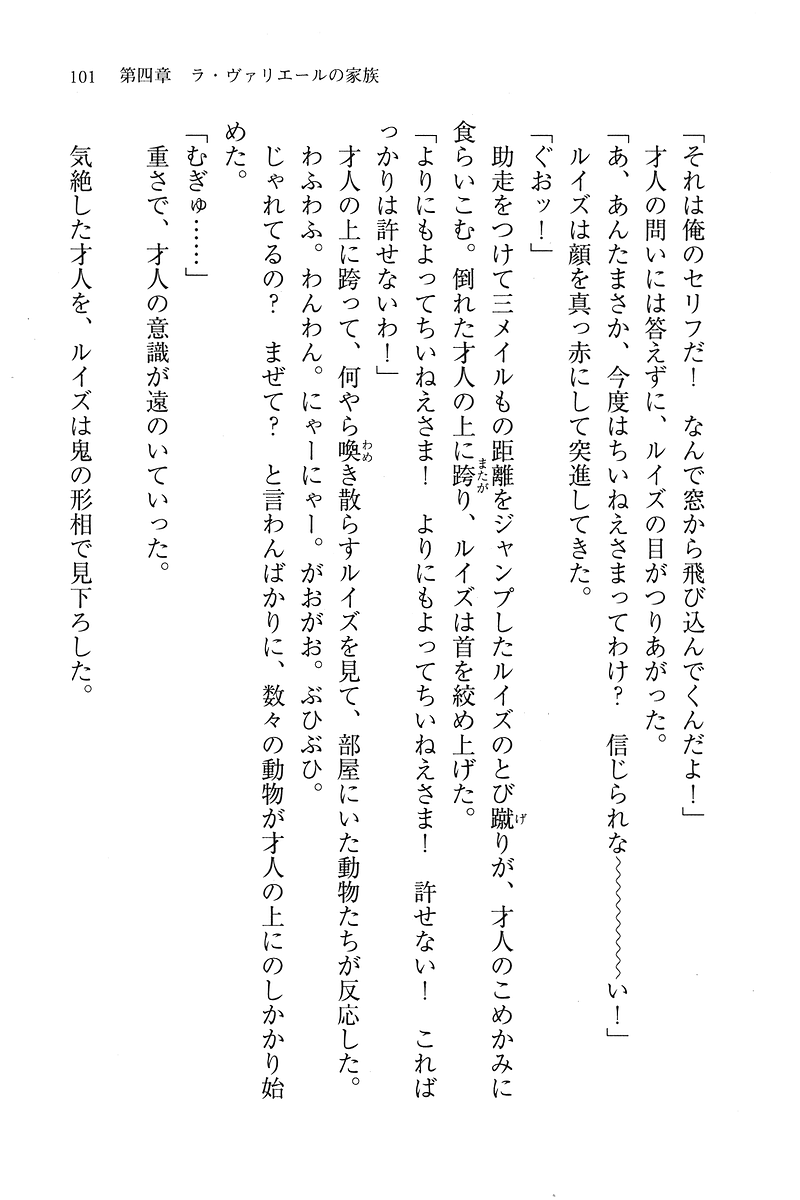 101 第四章 ラ・ヴァリエールの家族
「それは俺のセリフだ! なんで窓から飛び込んでくんだよ!」
才人の問いには答えずに、ルイズの目がつりあがった。
「あ、あんたまさか、今度はちいねえさまってわけ? 信じられな〜〜〜〜〜〜い!」
ルイズは顔を真っ赤にして突進してきた。
「ぐおッ!」
助走をつけて三メイルもの距離をジャンプしたルイズのとび蹴りが、才人のこめかみに
食らいこむ。倒れた才人の上に跨り、ルイズは首を絞め上げた。
「よりにもよってちいねえさま! よりにもよってちいねえさま! 許せない! これば
っかりは許せないわ!」
才人の上に跨って、何やら喚き散らすルイズを見て、部屋にいた動物たちが反応した。
わふわふ。わんわん。にゃーにゃー。がおがお。ぶひぶひ。
じゃれてるの? まぜて? と言わんばかりに、数々の動物が才人の上にのしかかり始
めた。
「むぎゅ……」
重さで、才人の意識が遠のいていった。
気絶した才人を、ルイズは鬼の形相で見下ろした。